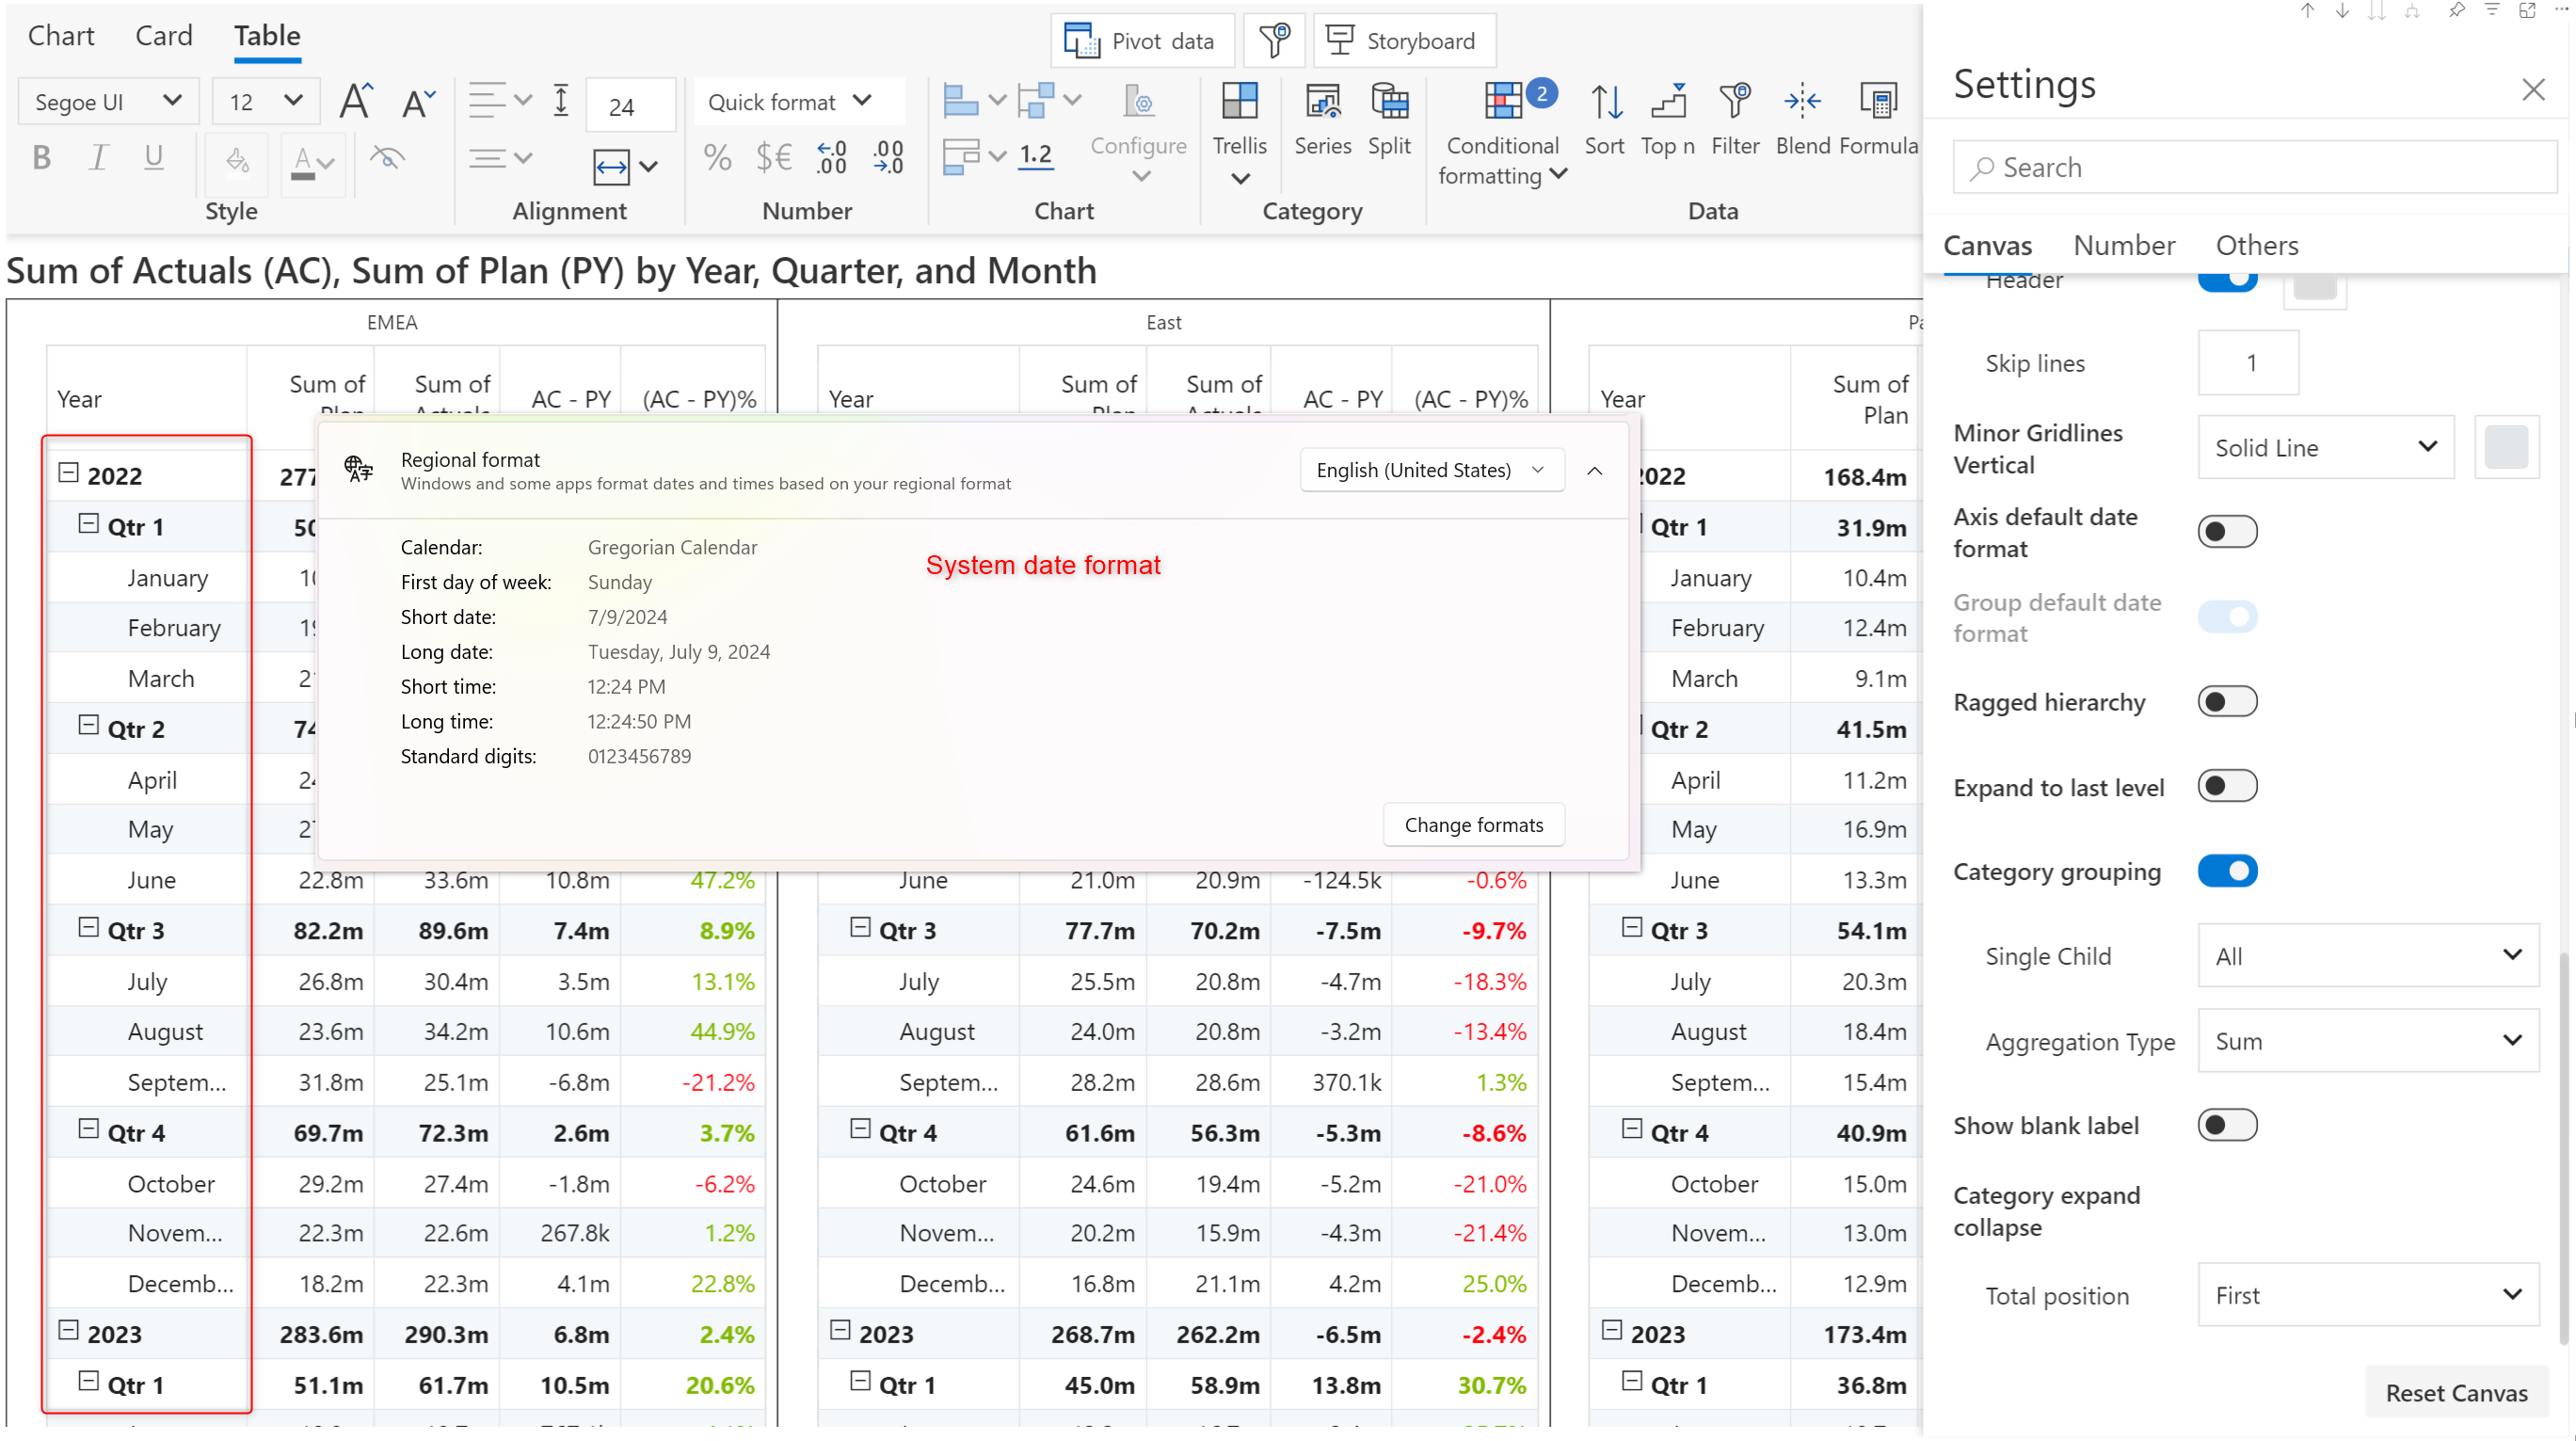 Chart Card Table
Pivot data Storyboard
Segoe UI 12 24 Quick format
Configure Trellis Series Split Conditional formatting 2 Sort Top n Filter Blend Formula
B I U A % $€ 1.2
Style Alignment Number Chart Category Data
Sum of Actuals (AC), Sum of Plan (PY) by Year, Quarter, and Month
EMEA East
Year Sum of Plan Sum of Actuals AC - PY (AC - PY)% Year Sum of Plan Sum of Actuals AC - PY (AC - PY)% Year Sum of Plan
2022 2022 168.4m
Qtr 1 Qtr 1 31.9m
January January 10.4m
February February 12.4m
March March 9.1m
Qtr 2 Qtr 2 41.5m
April April 11.2m
May May 16.9m
Regional format
Windows and some apps format dates and times based on your regional format
English (United States)
Calendar: Gregorian Calendar
First day of week: Sunday
Short date: 7/9/2024
Long date: Tuesday, July 9, 2024
Short time: 12:24 PM
Long time: 12:24:50 PM
Standard digits: 0123456789
System date format
Change formats
June 22.8m 33.6m 10.8m 47.2% June 21.0m 20.9m -124.5k -0.6% June 13.3m
Qtr 3 82.2m 89.6m 7.4m 8.9% Qtr 3 77.7m 70.2m -7.5m -9.7% Qtr 3 54.1m
July 26.8m 30.4m 3.5m 13.1% July 25.5m 20.8m -4.7m -18.3% July 20.3m
August 23.6m 34.2m 10.6m 44.9% August 24.0m 20.8m -3.2m -13.4% August 18.4m
Septem... 31.8m 25.1m -6.8m -21.2% Septem... 28.2m 28.6m 370.1k 1.3% Septem... 15.4m
Qtr 4 69.7m 72.3m 2.6m 3.7% Qtr 4 61.6m 56.3m -5.3m -8.6% Qtr 4 40.9m
October 29.2m 27.4m -1.8m -6.2% October 24.6m 19.4m -5.2m -21.0% October 15.0m
Novem... 22.3m 22.6m 267.8k 1.2% Novem... 20.2m 15.9m -4.3m -21.4% Novem... 13.0m
Decemb... 18.2m 22.3m 4.1m 22.8% Decemb... 16.8m 21.1m 4.2m 25.0% Decemb... 12.9m
2023 283.6m 290.3m 6.8m 2.4% 2023 268.7m 262.2m -6.5m -2.4% 2023 173.4m
Qtr 1 51.1m 61.7m 10.5m 20.6% Qtr 1 45.0m 58.9m 13.8m 30.7% Qtr 1 36.8m
Settings
Search
Canvas Number Others
Header
Skip lines 1
Minor Gridlines
Vertical
Solid Line
Axis default date
format
Group default date
format
Ragged hierarchy
Expand to last level
Category grouping
Single Child All
Aggregation Type Sum
Show blank label
Category expand
collapse
Total position First
Reset Canvas